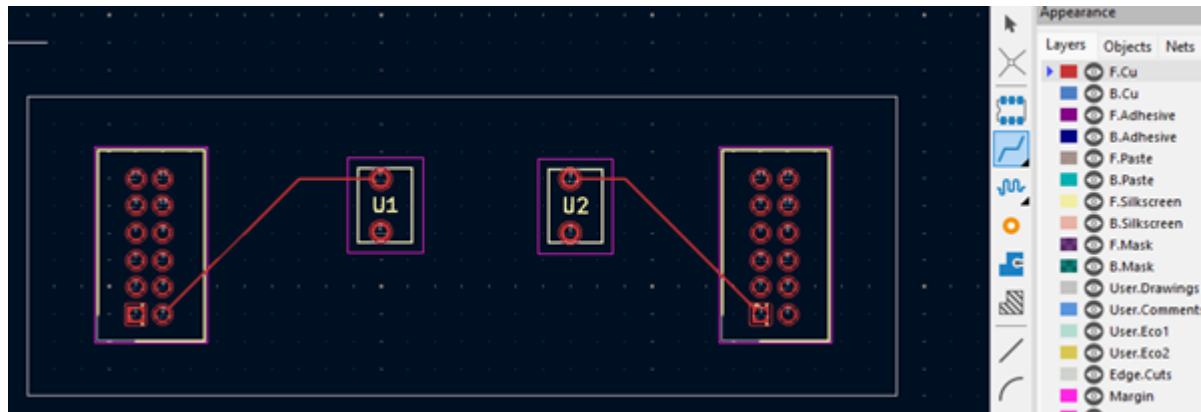 Appearance
Layers Objects Nets
F.Cu
B.Cu
F.Adhesive
B.Adhesive
F.Paste
B.Paste
F.Silkscreen
B.Silkscreen
F.Mask
B.Mask
User.Drawings
User.Comments
User.Eco1
User.Eco2
Edge.Cuts
Margin
U1 U2